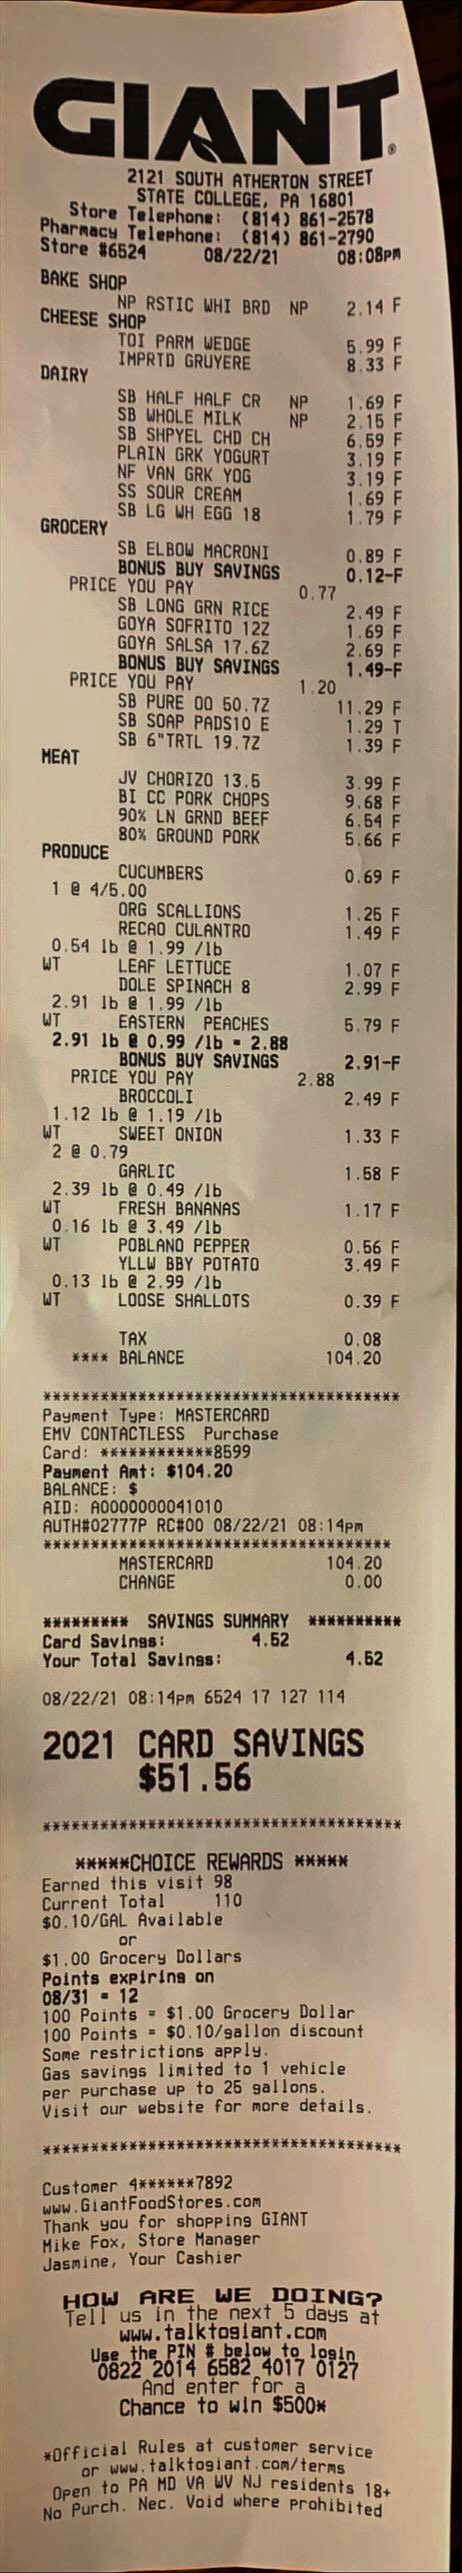 GIANT®
2121 SOUTH ATHERTON STREET
STATE COLLEGE, PA 16801
Store Telephone: (814) 861-2578
Pharmacy Telephone: (814) 861-2790
Store #6524 08/22/21 08:08pm
BAKE SHOP
NP RSTIC WHI BRD NP 2.14 F
CHEESE SHOP
TOI PARM WEDGE 5.99 F
IMPRTD GRUYERE 8.33 F
DAIRY
SB HALF HALF CR NP 1.69 F
SB WHOLE MILK NP 2.15 F
SB SHPYEL CHD CH 6.59 F
PLAIN GRK YOGURT 3.19 F
NF VAN GRK YOG 3.19 F
SS SOUR CREAM 1.69 F
SB LG WH EGG 18 1.79 F
GROCERY
SB ELBOW MACRONI 0.89 F
BONUS BUY SAVINGS 0.12-F
PRICE YOU PAY 0.77
SB LONG GRN RICE 2.49 F
GOYA SOFRITO 12Z 1.69 F
GOYA SALSA 17.6Z 2.69 F
BONUS BUY SAVINGS 1.49-F
PRICE YOU PAY 1.20
SB PURE OO 50.7Z 11.29 F
SB SOAP PADS10 E 1.29 T
SB 6"TRTL 19.7Z 1.39 F
MEAT
JV CHORIZO 13.5 3.99 F
BI CC PORK CHOPS 9.68 F
90% LN GRND BEEF 6.54 F
80% GROUND PORK 5.66 F
PRODUCE
CUCUMBERS 0.69 F
1 @ 4/5.00
ORG SCALLIONS 1.25 F
RECAO CULANTRO 1.49 F
0.54 lb @ 1.99 /lb
WT LEAF LETTUCE 1.07 F
DOLE SPINACH 8 2.99 F
2.91 lb @ 1.99 /lb
WT EASTERN PEACHES 5.79 F
2.91 lb @ 0.99 /lb = 2.88
BONUS BUY SAVINGS 2.91-F
PRICE YOU PAY 2.88
BROCCOLI 2.49 F
1.12 lb @ 1.19 /lb
WT SWEET ONION 1.33 F
2 @ 0.79
GARLIC 1.58 F
2.39 lb @ 0.49 /lb
WT FRESH BANANAS 1.17 F
0.16 lb @ 3.49 /lb
WT POBLANO PEPPER 0.56 F
YLLW BBY POTATO 3.49 F
0.13 lb @ 2.99 /lb
WT LOOSE SHALLOTS 0.39 F
TAX 0.08
**** BALANCE 104.20
*************************************
Payment Type: MASTERCARD
EMV CONTACTLESS Purchase
Card: ************8599
Payment Amt: $104.20
BALANCE: $
AID: A0000000041010
AUTH#02777P RC#00 08/22/21 08:14pm
*************************************
MASTERCARD 104.20
CHANGE 0.00
********* SAVINGS SUMMARY **********
Card Savings: 4.52
Your Total Savings: 4.52
08/22/21 08:14pm 6524 17 127 114
2021 CARD SAVINGS
$51.56
*************************************
*****CHOICE REWARDS *****
Earned this visit 98
Current Total 110
$0.10/GAL Available
or
$1.00 Grocery Dollars
Points expiring on
08/31 = 12
100 Points = $1.00 Grocery Dollar
100 Points = $0.10/gallon discount
Some restrictions apply.
Gas savings limited to 1 vehicle
per purchase up to 25 gallons.
Visit our website for more details.
*************************************
Customer 4******7892
www.GiantFoodStores.com
Thank you for shopping GIANT
Mike Fox, Store Manager
Jasmine, Your Cashier
HOW ARE WE DOING?
Tell us in the next 5 days at
www.talktogiant.com
Use the PIN # below to login
0822 2014 6582 4017 0127
And enter for a
Chance to win $500*
*Official Rules at customer service
or www.talktogiant.com/terms
Open to PA MD VA WV NJ residents 18+
No Purch. Nec. Void where prohibited